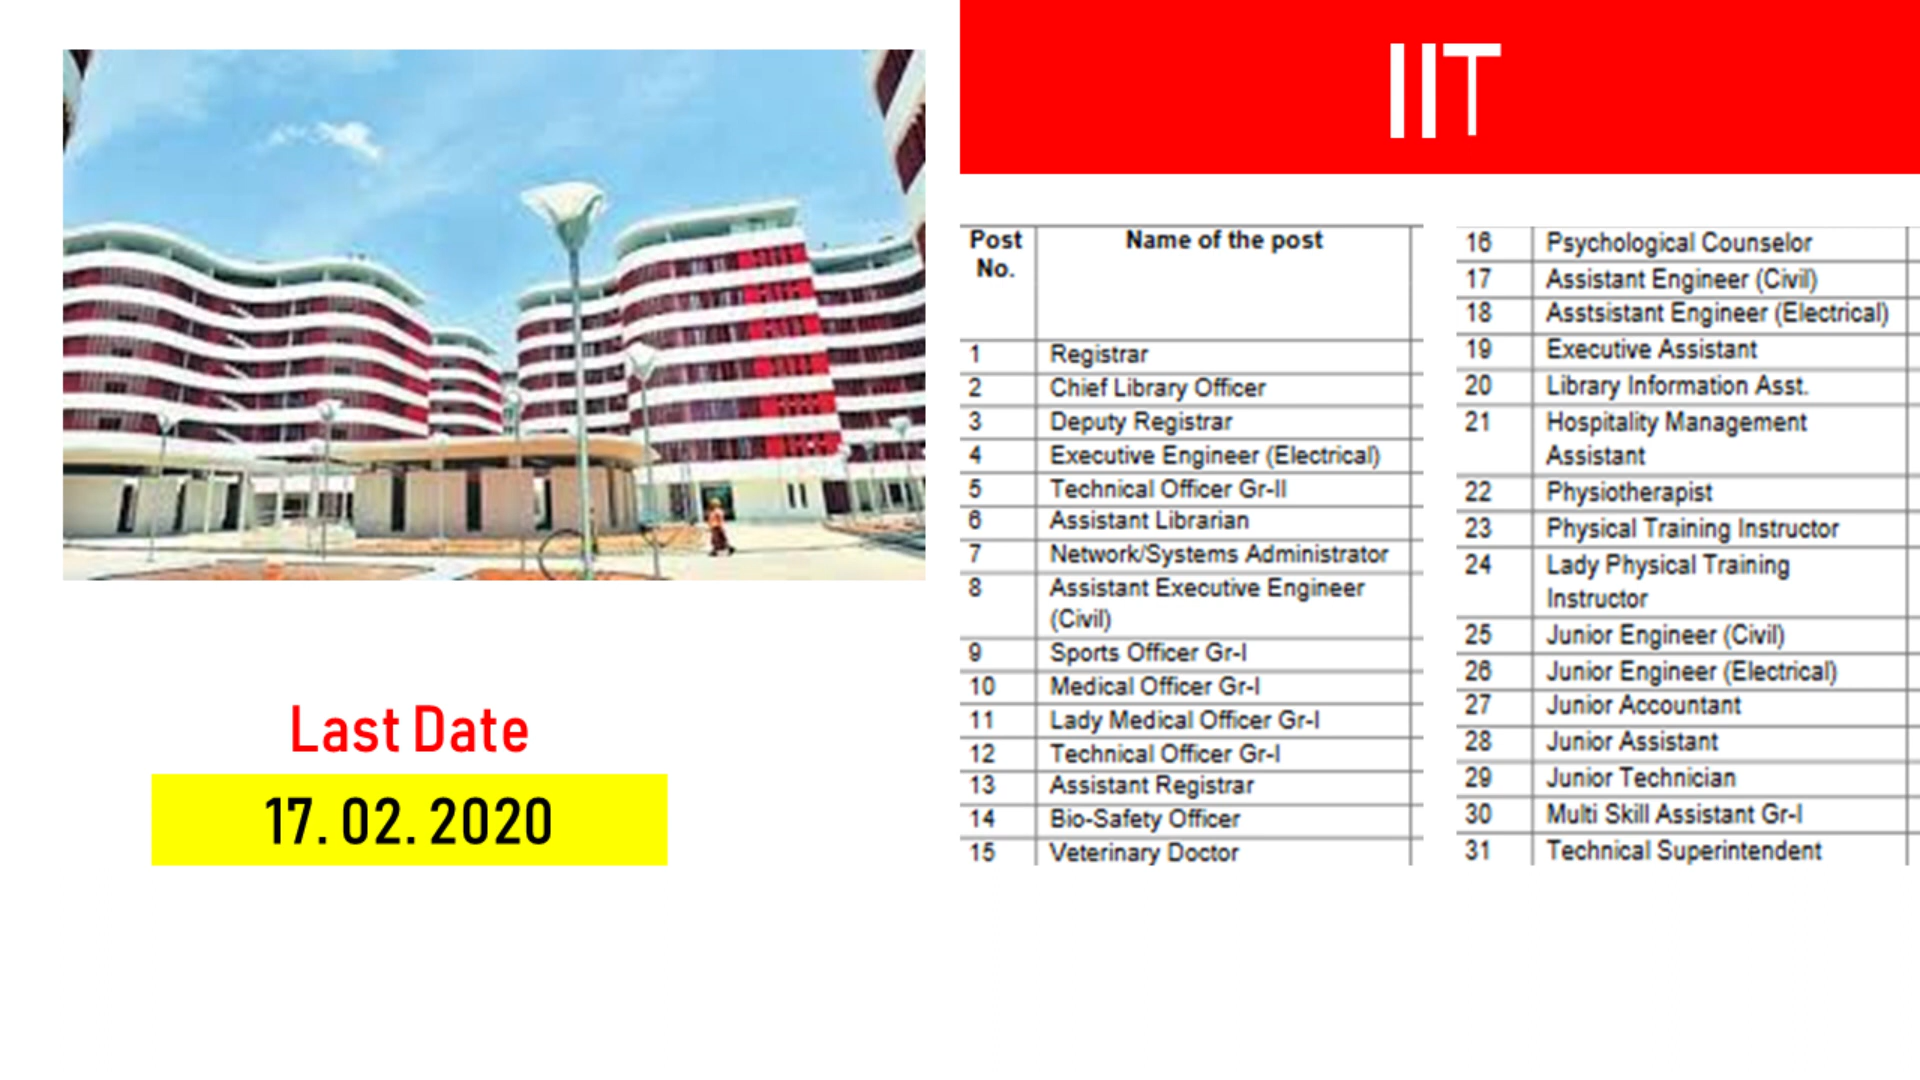 IIT
Post No. Name of the post
1 Registrar
2 Chief Library Officer
3 Deputy Registrar
4 Executive Engineer (Electrical)
5 Technical Officer Gr-II
6 Assistant Librarian
7 Network/Systems Administrator
8 Assistant Executive Engineer
(Civil)
9 Sports Officer Gr-I
10 Medical Officer Gr-I
11 Lady Medical Officer Gr-I
12 Technical Officer Gr-I
13 Assistant Registrar
14 Bio-Safety Officer
15 Veterinary Doctor
16 Psychological Counselor
17 Assistant Engineer (Civil)
18 Asstsistant Engineer (Electrical)
19 Executive Assistant
20 Library Information Asst.
21 Hospitality Management
Assistant
22 Physiotherapist
23 Physical Training Instructor
24 Lady Physical Training
Instructor
25 Junior Engineer (Civil)
26 Junior Engineer (Electrical)
27 Junior Accountant
28 Junior Assistant
29 Junior Technician
30 Multi Skill Assistant Gr-I
31 Technical Superintendent
Last Date
17. 02. 2020